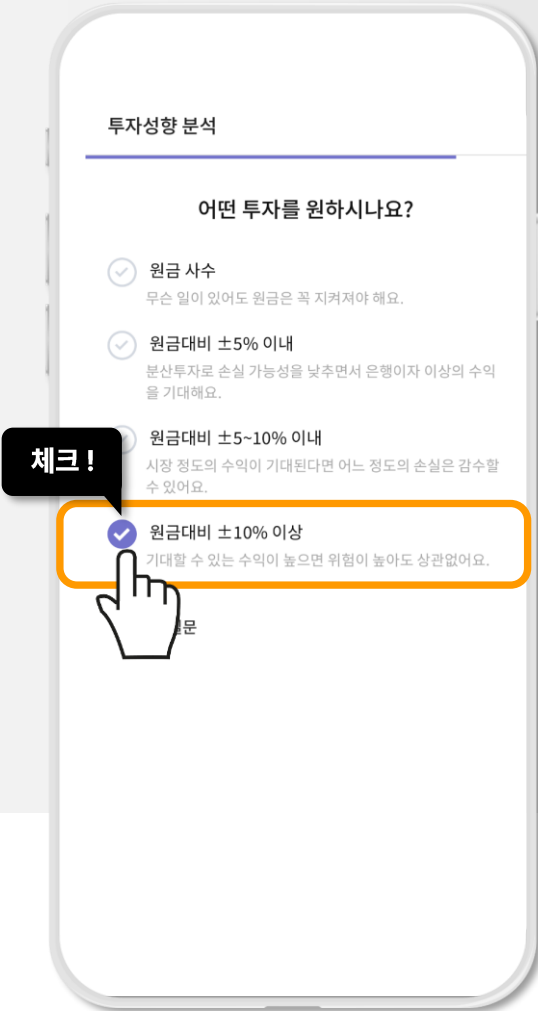 투자성향 분석
어떤 투자를 원하시나요?
원금 사수
무슨 일이 있어도 원금은 꼭 지켜져야 해요.
원금대비 ±5% 이내
분산투자로 손실 가능성을 낮추면서 은행이자 이상의 수익
을 기대해요.
원금대비 ±5~10% 이내
체크 !
시장 정도의 수익이 기대된다면 어느 정도의 손실은 감수할
수 있어요.
원금대비 ±10% 이상
기대할 수 있는 수익이 높으면 위험이 높아도 상관없어요.